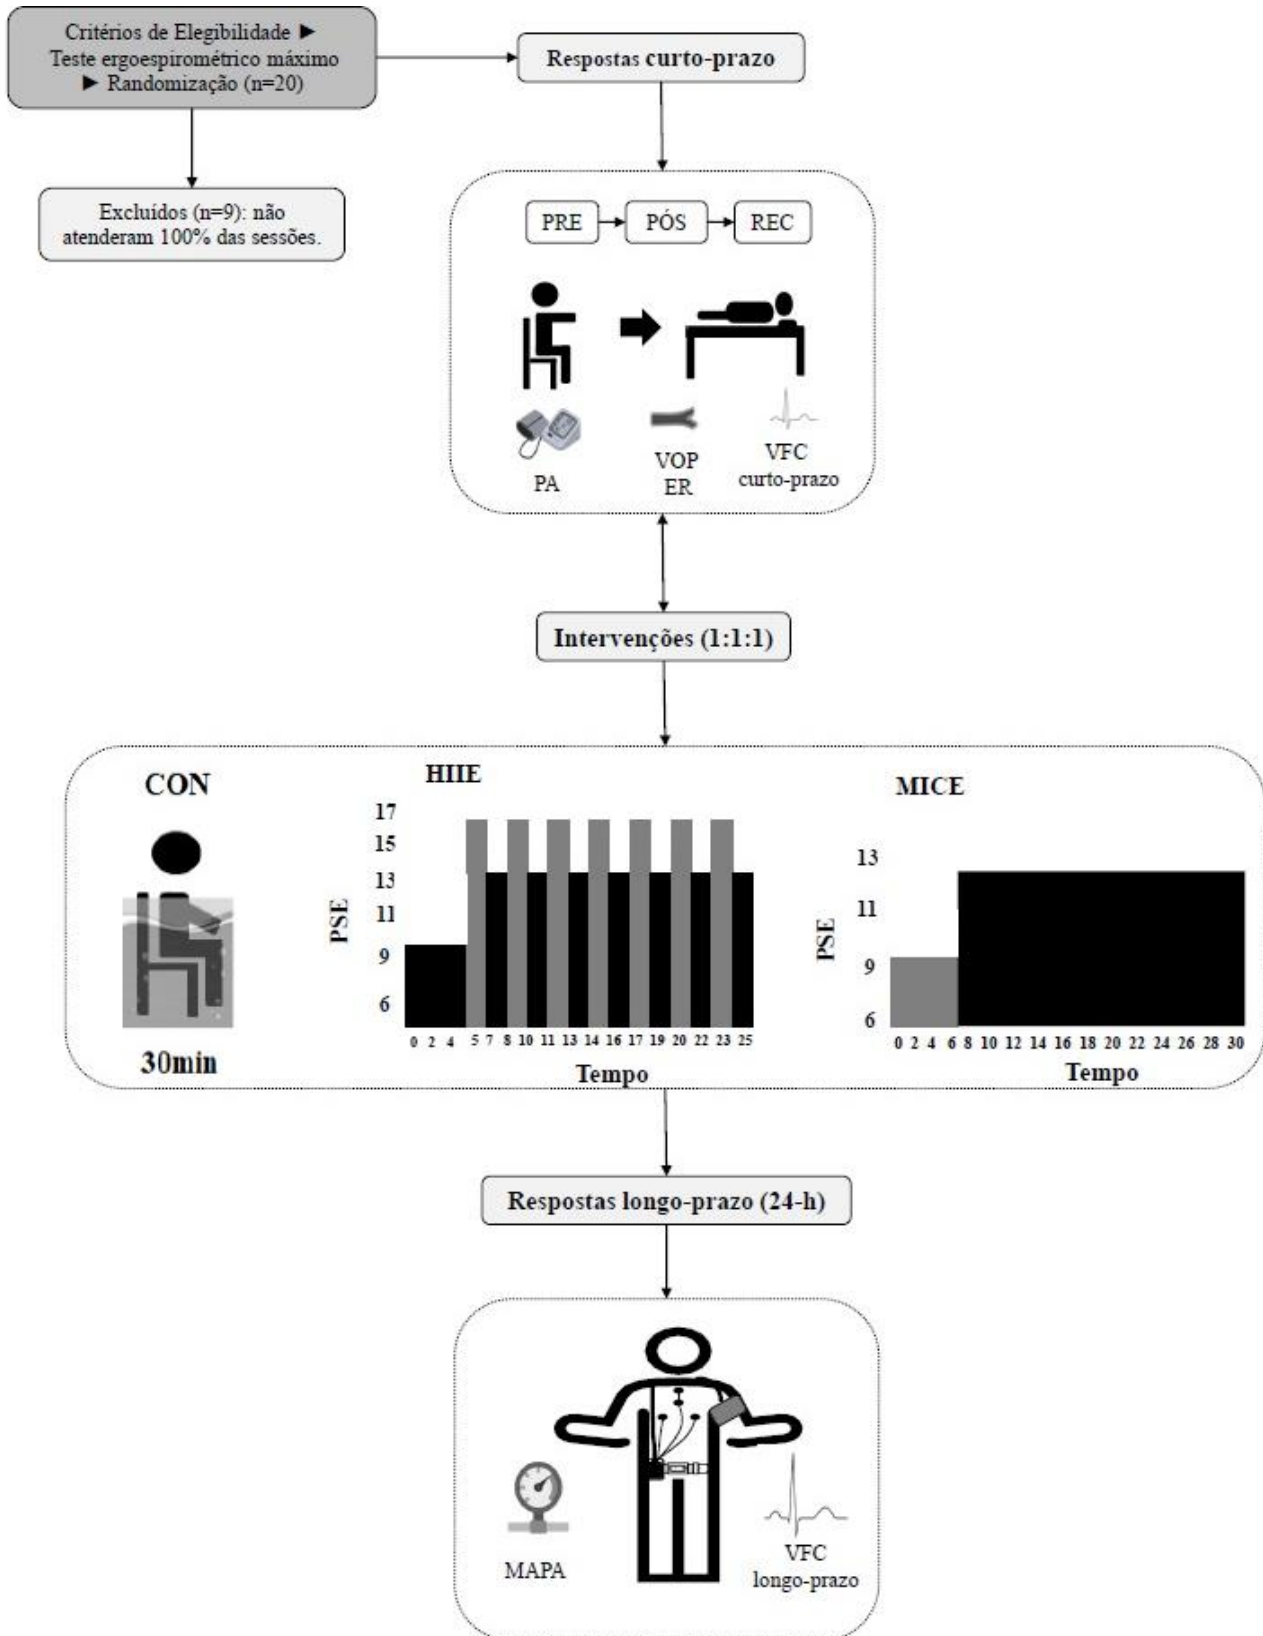 Critérios de Elegibilidade ►
Teste ergoespirométrico máximo
► Randomização (n=20)
Respostas curto-prazo
Excluídos (n=9): não
atenderam 100% das sessões.
PRE
PÓS
REC
PA
VOP
ER
VFC
curto-prazo
Intervenções (1:1:1)
CON
30min
HIIE
PSE
17
15
13
11
9
6
0 2 4 5 7 8 10 11 13 14 16 17 19 20 22 23 25
Tempo
MICE
PSE
13
11
9
6
0 2 4 6 8 10 12 14 16 18 20 22 24 26 28 30
Tempo
Respostas longo-prazo (24-h)
MAPA
VFC
longo-prazo